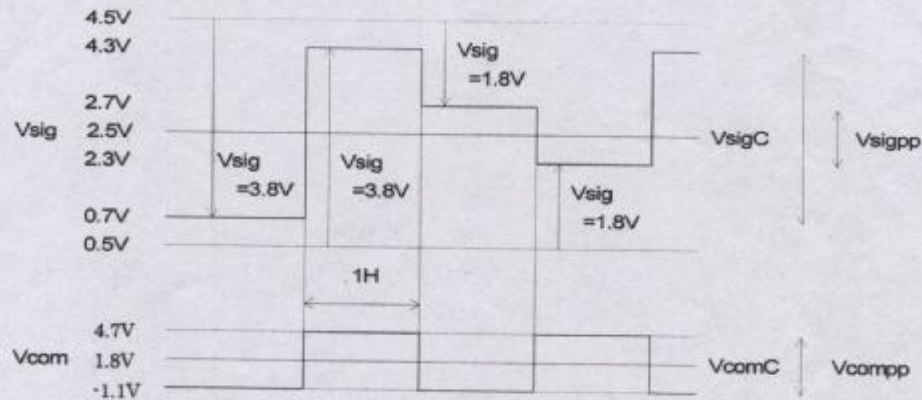 4.5V
4.3V
Vsig
=1.8V
2.7V
Vsig
2.5V
VsigC
Vsigpp
2.3V
Vsig
=3.8V
Vsig
=3.8V
Vsig
=1.8V
0.7V
0.5V
1H
4.7V
Vcom
1.8V
VcomC
Vcompp
-1.1V